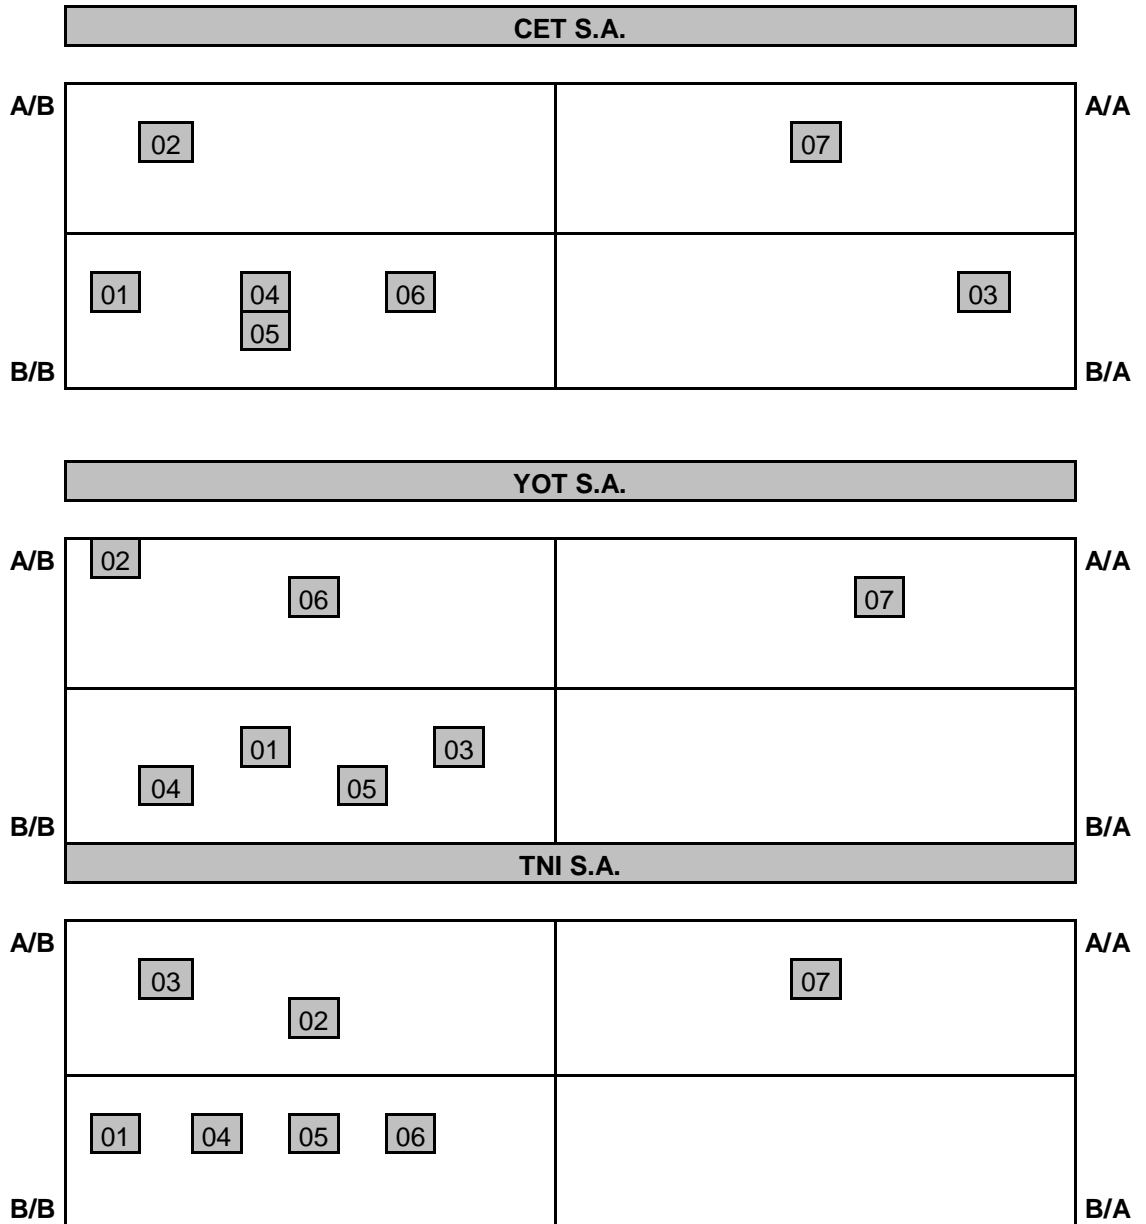 CET S.A.
A/B A/A
02 07
01 04 06 03
05
B/B B/A
YOT S.A.
A/B 02 A/A
06 07
01 03
04 05
B/B B/A
TNI S.A.
A/B A/A
03 07
02
01 04 05 06
B/B B/A